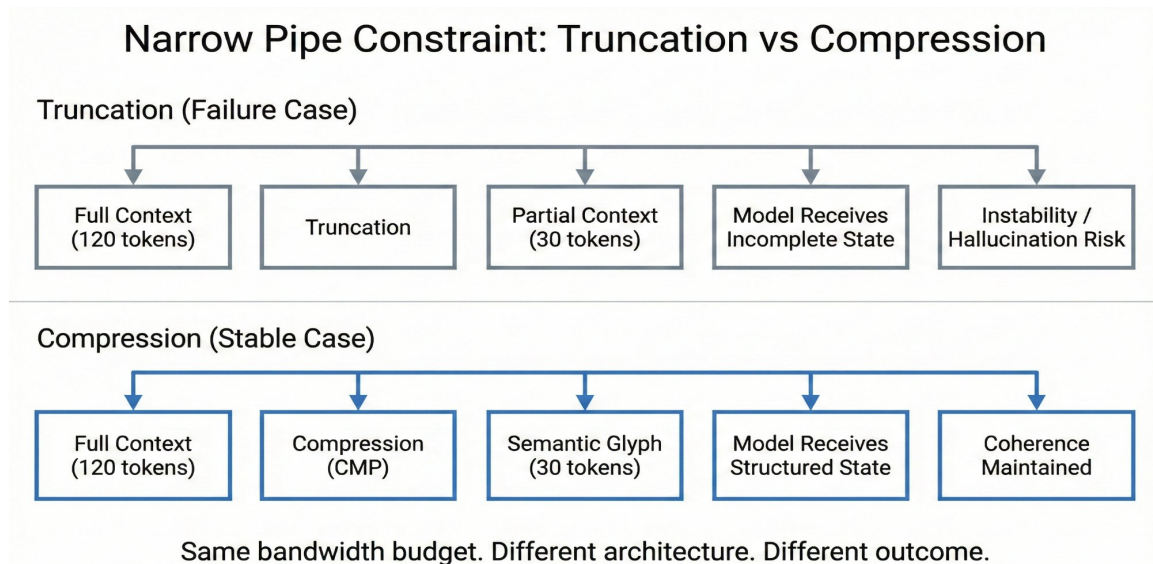 Narrow Pipe Constraint: Truncation vs Compression
Truncation (Failure Case)
Full Context
(120 tokens)
Truncation
Partial Context
(30 tokens)
Model Receives
Incomplete State
Instability /
Hallucination Risk
Compression (Stable Case)
Full Context
(120 tokens)
Compression
(CMP)
Semantic Glyph
(30 tokens)
Model Receives
Structured State
Coherence
Maintained
Same bandwidth budget. Different architecture. Different outcome.